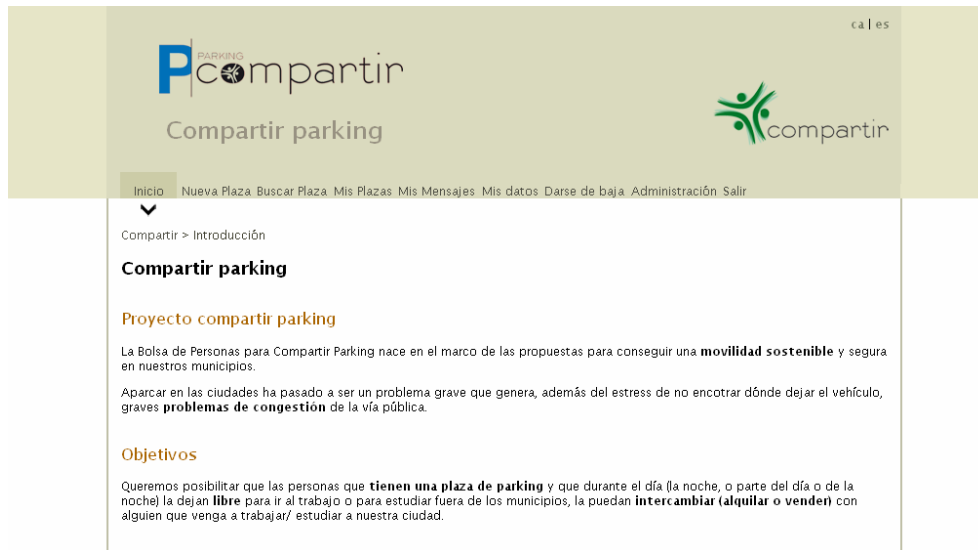 ca | es
PARKING
Pcompartir
Compartir parking
compartir
Inicio Nueva Plaza Buscar Plaza Mis Plazas Mis Mensajes Mis datos Darse de baja Administración Salir
Compartir > Introducción
Compartir parking
Proyecto compartir parking
La Bolsa de Personas para Compartir Parking nace en el marco de las propuestas para conseguir una movilidad sostenible y segura
en nuestros municipios.
Aparcar en las ciudades ha pasado a ser un problema grave que genera, además del estress de no encotrar dónde dejar el vehículo,
graves problemas de congestión de la vía pública.
Objetivos
Queremos posibilitar que las personas que tienen una plaza de parking y que durante el día (la noche, o parte del día o de la
noche) la dejan libre para ir al trabajo o para estudiar fuera de los municipios, la puedan intercambiar (alquilar o vender) con
alguien que venga a trabajar/ estudiar a nuestra ciudad.